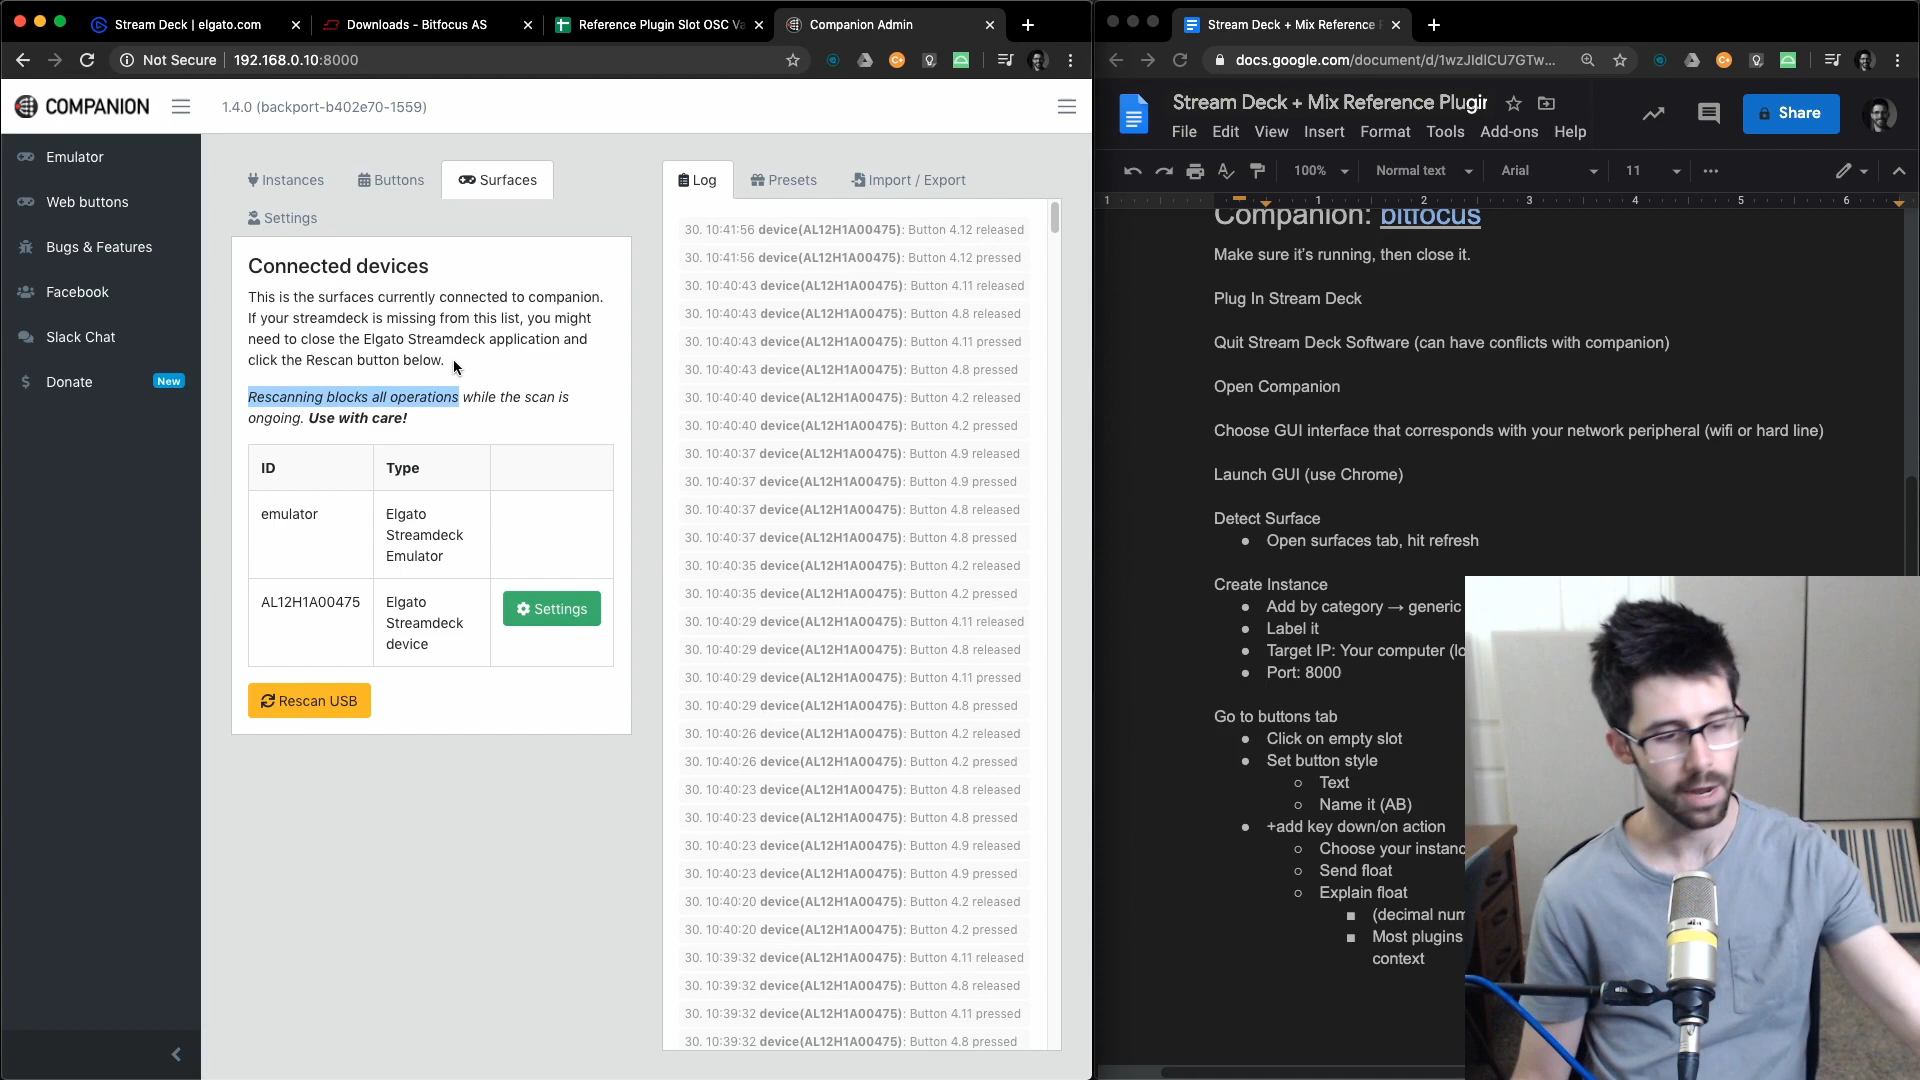 Stream Deck | elgato.com
Downloads - Bitfocus AS
Reference Plugin Slot OSC Va
Companion Admin
Not Secure
192.168.0.10:8000
COMPANION
1.4.0 (backport-b402e70-1559)
Emulator
Web buttons
Bugs & Features
Facebook
Slack Chat
$ Donate
New
Instances
Buttons
Surfaces
Settings
Connected devices
This is the surfaces currently connected to companion.
If your streamdeck is missing from this list, you might
need to close the Elgato Streamdeck application and
click the Rescan button below.
Rescanning blocks all operations while the scan is
ongoing. Use with care!
ID
Type
emulator
Elgato
Streamdeck
Emulator
AL12H1A00475
Elgato
Streamdeck
device
Settings
Rescan USB
Log
Presets
Import / Export
30. 10:41:56 device(AL12H1A00475): Button 4.12 released
30. 10:41:56 device(AL12H1A00475): Button 4.12 pressed
30. 10:40:43 device(AL12H1A00475): Button 4.11 released
30. 10:40:43 device(AL12H1A00475): Button 4.8 released
30. 10:40:43 device(AL12H1A00475): Button 4.11 pressed
30. 10:40:43 device(AL12H1A00475): Button 4.8 pressed
30. 10:40:40 device(AL12H1A00475): Button 4.2 released
30. 10:40:40 device(AL12H1A00475): Button 4.2 pressed
30. 10:40:37 device(AL12H1A00475): Button 4.9 released
30. 10:40:37 device(AL12H1A00475): Button 4.9 pressed
30. 10:40:37 device(AL12H1A00475): Button 4.8 released
30. 10:40:37 device(AL12H1A00475): Button 4.8 pressed
30. 10:40:35 device(AL12H1A00475): Button 4.2 released
30. 10:40:35 device(AL12H1A00475): Button 4.2 pressed
30. 10:40:29 device(AL12H1A00475): Button 4.11 released
30. 10:40:29 device(AL12H1A00475): Button 4.8 released
30. 10:40:29 device(AL12H1A00475): Button 4.11 pressed
30. 10:40:29 device(AL12H1A00475): Button 4.8 pressed
30. 10:40:26 device(AL12H1A00475): Button 4.2 released
30. 10:40:26 device(AL12H1A00475): Button 4.2 pressed
30. 10:40:23 device(AL12H1A00475): Button 4.8 released
30. 10:40:23 device(AL12H1A00475): Button 4.8 pressed
30. 10:40:23 device(AL12H1A00475): Button 4.9 released
30. 10:40:23 device(AL12H1A00475): Button 4.9 pressed
30. 10:40:20 device(AL12H1A00475): Button 4.2 released
30. 10:40:20 device(AL12H1A00475): Button 4.2 pressed
30. 10:39:32 device(AL12H1A00475): Button 4.11 released
30. 10:39:32 device(AL12H1A00475): Button 4.8 released
30. 10:39:32 device(AL12H1A00475): Button 4.11 pressed
30. 10:39:32 device(AL12H1A00475): Button 4.8 pressed
Stream Deck + Mix Reference
docs.google.com/document/d/1wzJIdlCU7GTw...
Stream Deck + Mix Reference Plugin
File Edit View Insert Format Tools Add-ons Help
Share
100% Normal text Arial 11
1 1 2 3 4 5 6
Companion: bitfocus
Make sure it's running, then close it.
Plug In Stream Deck
Quit Stream Deck Software (can have conflicts with companion)
Open Companion
Choose GUI interface that corresponds with your network peripheral (wifi or hard line)
Launch GUI (use Chrome)
Detect Surface
● Open surfaces tab, hit refresh
Create Instance
● Add by category → generic
● Label it
● Target IP: Your computer (lo
● Port: 8000
Go to buttons tab
● Click on empty slot
● Set button style
○ Text
○ Name it (AB)
● +add key down/on action
○ Choose your instanc
○ Send float
○ Explain float
■ (decimal num
■ Most plugins
context